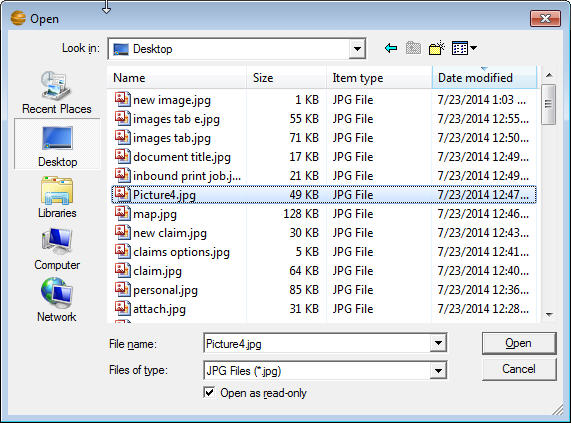 Open
Look in: Desktop
Name Size Item type Date modified
new image.jpg 1 KB JPG File 7/23/2014 1:03 ...
images tab e.jpg 55 KB JPG File 7/23/2014 12:55...
images tab.jpg 71 KB JPG File 7/23/2014 12:50...
document title.jpg 17 KB JPG File 7/23/2014 12:49...
inbound print job.j... 21 KB JPG File 7/23/2014 12:49...
Picture4.jpg 49 KB JPG File 7/23/2014 12:47...
map.jpg 128 KB JPG File 7/23/2014 12:46...
new claim.jpg 30 KB JPG File 7/23/2014 12:43...
claims options.jpg 5 KB JPG File 7/23/2014 12:41...
claim.jpg 64 KB JPG File 7/23/2014 12:40...
personal.jpg 85 KB JPG File 7/23/2014 12:36...
attach.jpg 31 KB JPG File 7/23/2014 12:28...
Recent Places
Desktop
Libraries
Computer
Network
File name: Picture4.jpg Open
Files of type: JPG Files (*.jpg) Cancel
Open as read-only